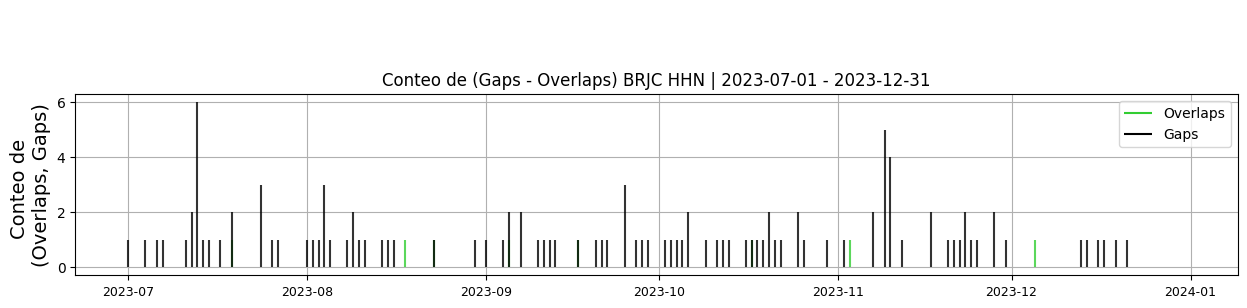 Conteo de (Gaps - Overlaps) BRJC HHN | 2023-07-01 - 2023-12-31
Conteo de
(Overlaps, Gaps)
6
4
2
0
Overlaps
Gaps
2023-07
2023-08
2023-09
2023-10
2023-11
2023-12
2024-01